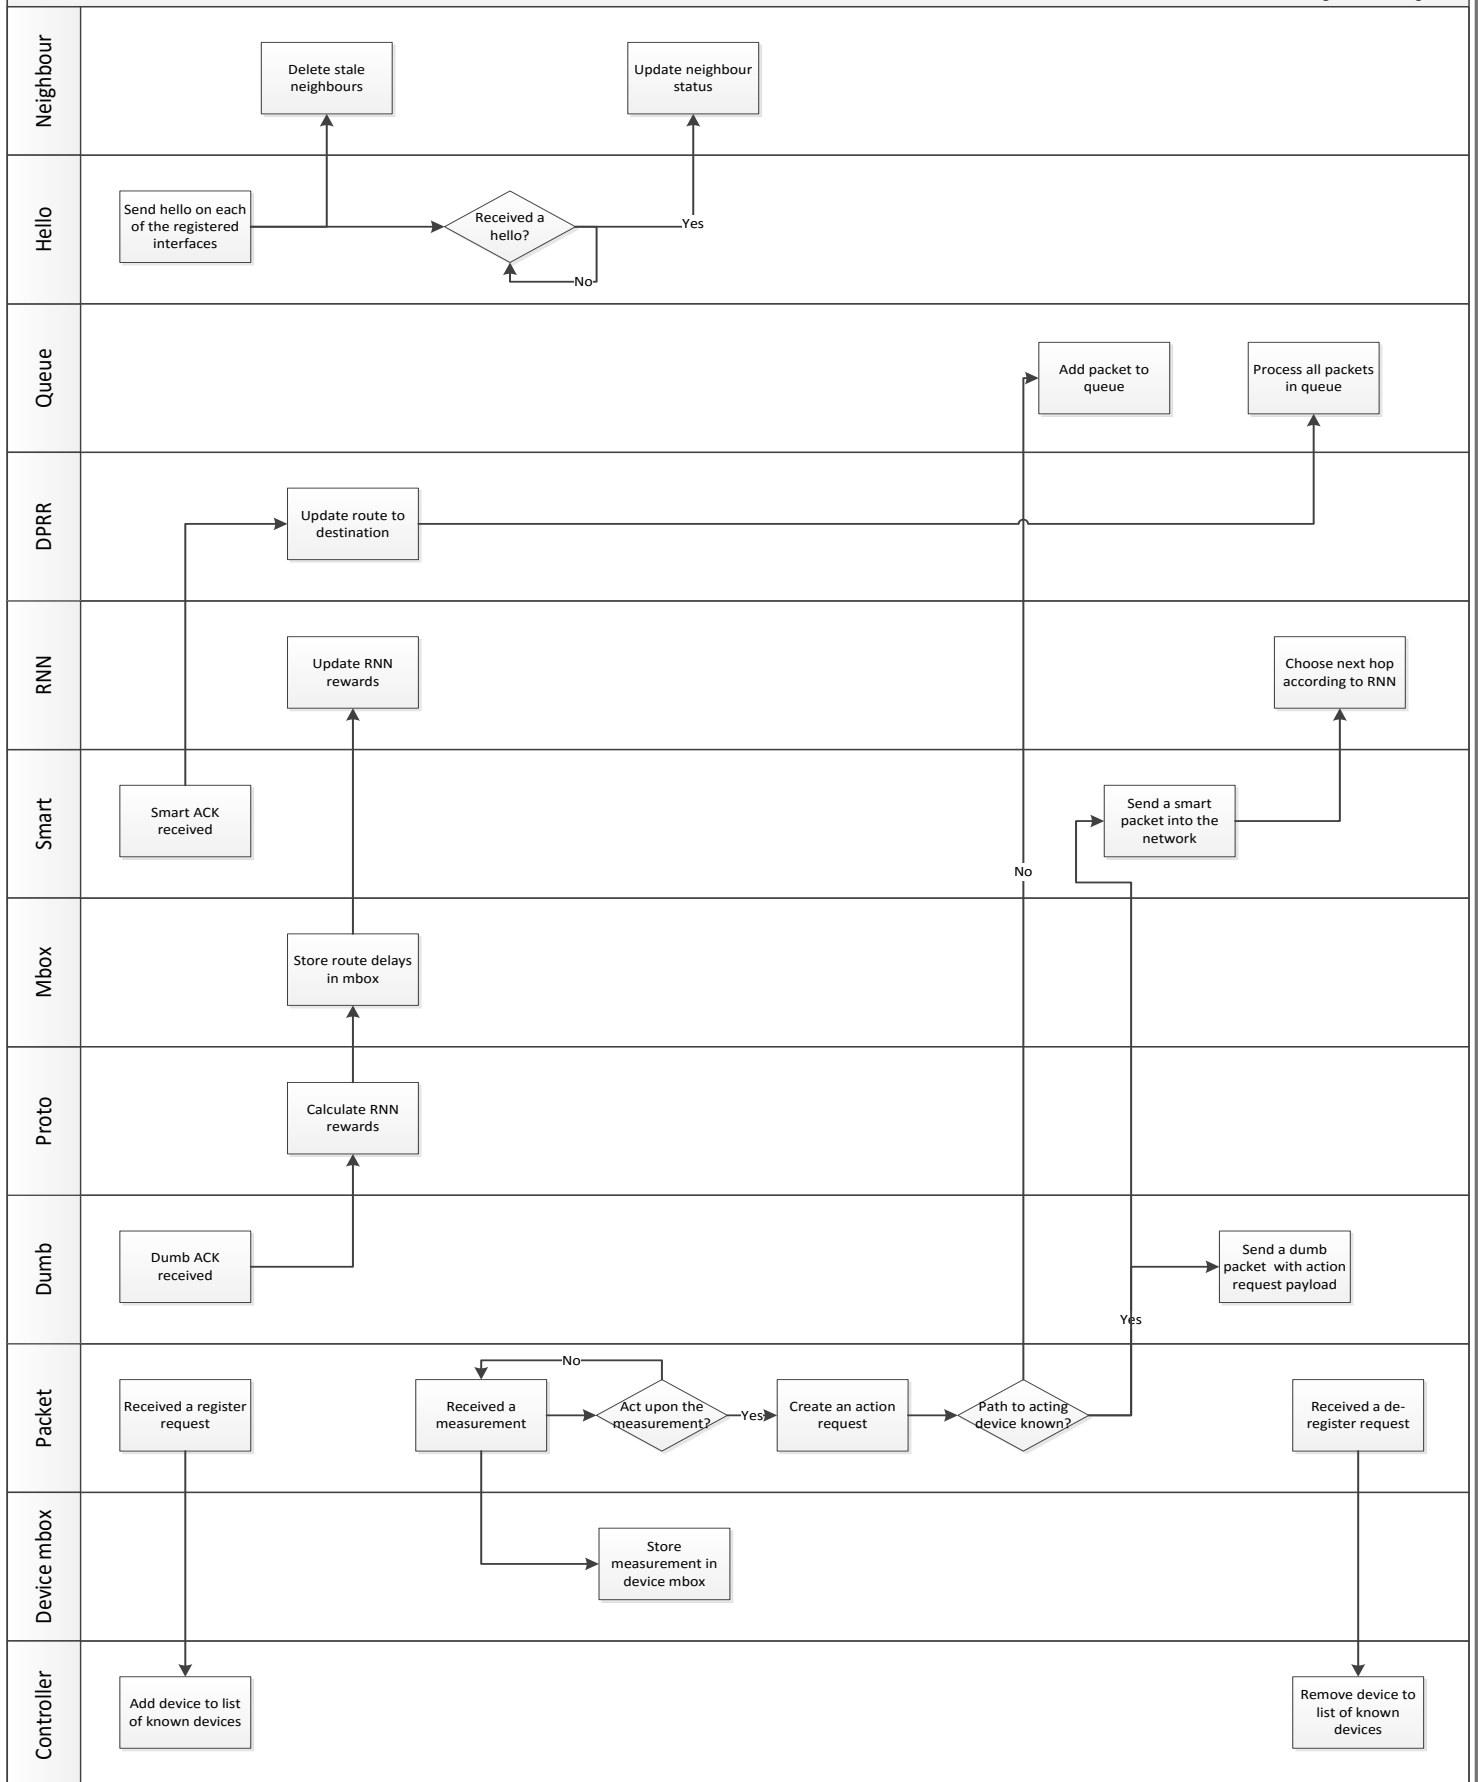 Neighbour
Delete stale
neighbours
Update neighbour
status
Hello
Send hello on each
of the registered
interfaces
Received a
hello?
Yes
No
Queue
Add packet to
queue
Process all packets
in queue
DPRR
Update route to
destination
RNN
Update RNN
rewards
Choose next hop
according to RNN
Smart
Smart ACK
received
Send a smart
packet into the
network
No
Mbox
Store route delays
in mbox
Proto
Calculate RNN
rewards
Dumb
Dumb ACK
received
Send a dumb
packet with action
request payload
Yes
Packet
No
Received a register
request
Received a
measurement
Act upon the
measurement?
Yes
Create an action
request
Path to acting
device known?
Received a de-
register request
Device mbox
Store
measurement in
device mbox
Controller
Add device to list
of known devices
Remove device to
list of known
devices